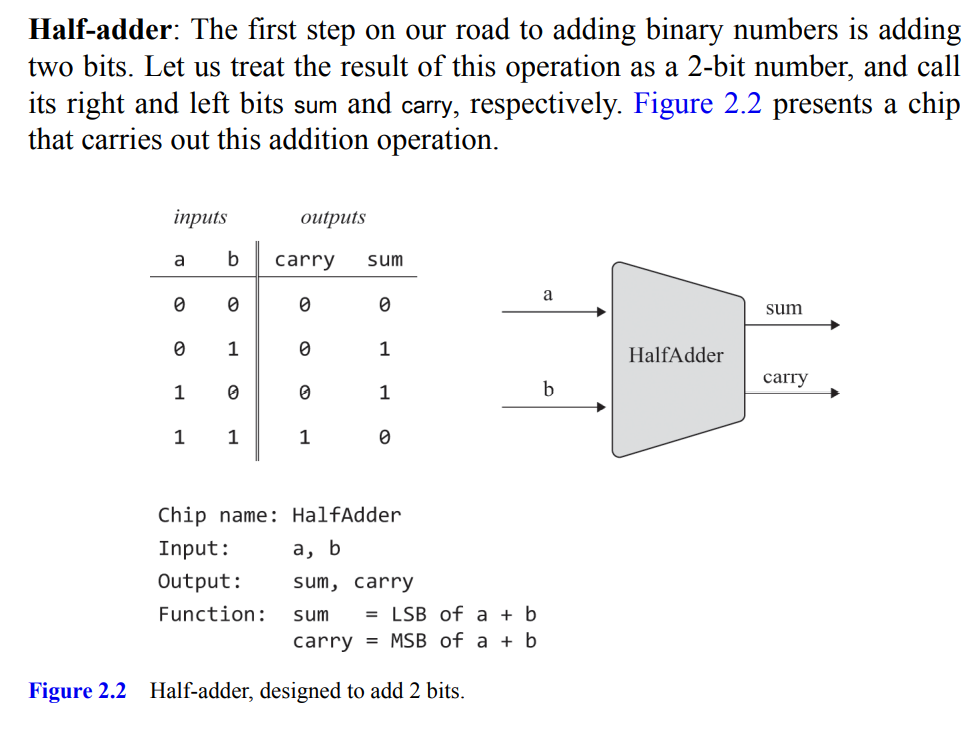 Half-adder: The first step on our road to adding binary numbers is adding
two bits. Let us treat the result of this operation as a 2-bit number, and call
its right and left bits sum and carry, respectively. Figure 2.2 presents a chip
that carries out this addition operation.
inputs outputs
a b carry sum
0 0 0 0
0 1 0 1
1 0 0 1
1 1 1 0
a
b
HalfAdder
sum
carry
Chip name: HalfAdder
Input: a, b
Output: sum, carry
Function: sum = LSB of a + b
carry = MSB of a + b
Figure 2.2 Half-adder, designed to add 2 bits.